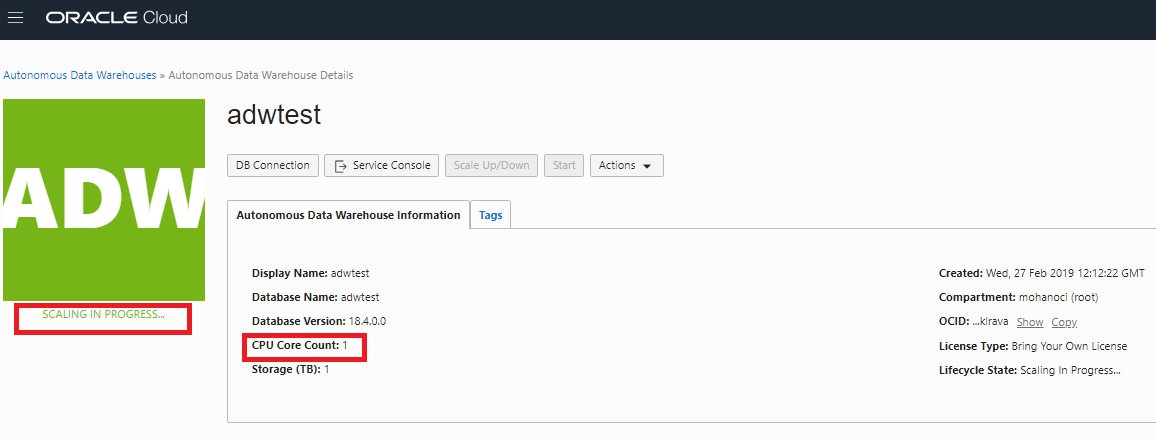 ORACLE Cloud
Autonomous Data Warehouses » Autonomous Data Warehouse Details
ADW
SCALING IN PROGRESS...
adwtest
DB Connection Service Console Scale Up/Down Start Actions
Autonomous Data Warehouse Information Tags
Display Name: adwtest
Database Name: adwtest
Database Version: 18.4.0.0
CPU Core Count: 1
Storage (TB): 1
Created: Wed, 27 Feb 2019 12:12:22 GMT
Compartment: mohanoci (root)
OCID: ...klrava Show Copy
License Type: Bring Your Own License
Lifecycle State: Scaling In Progress...